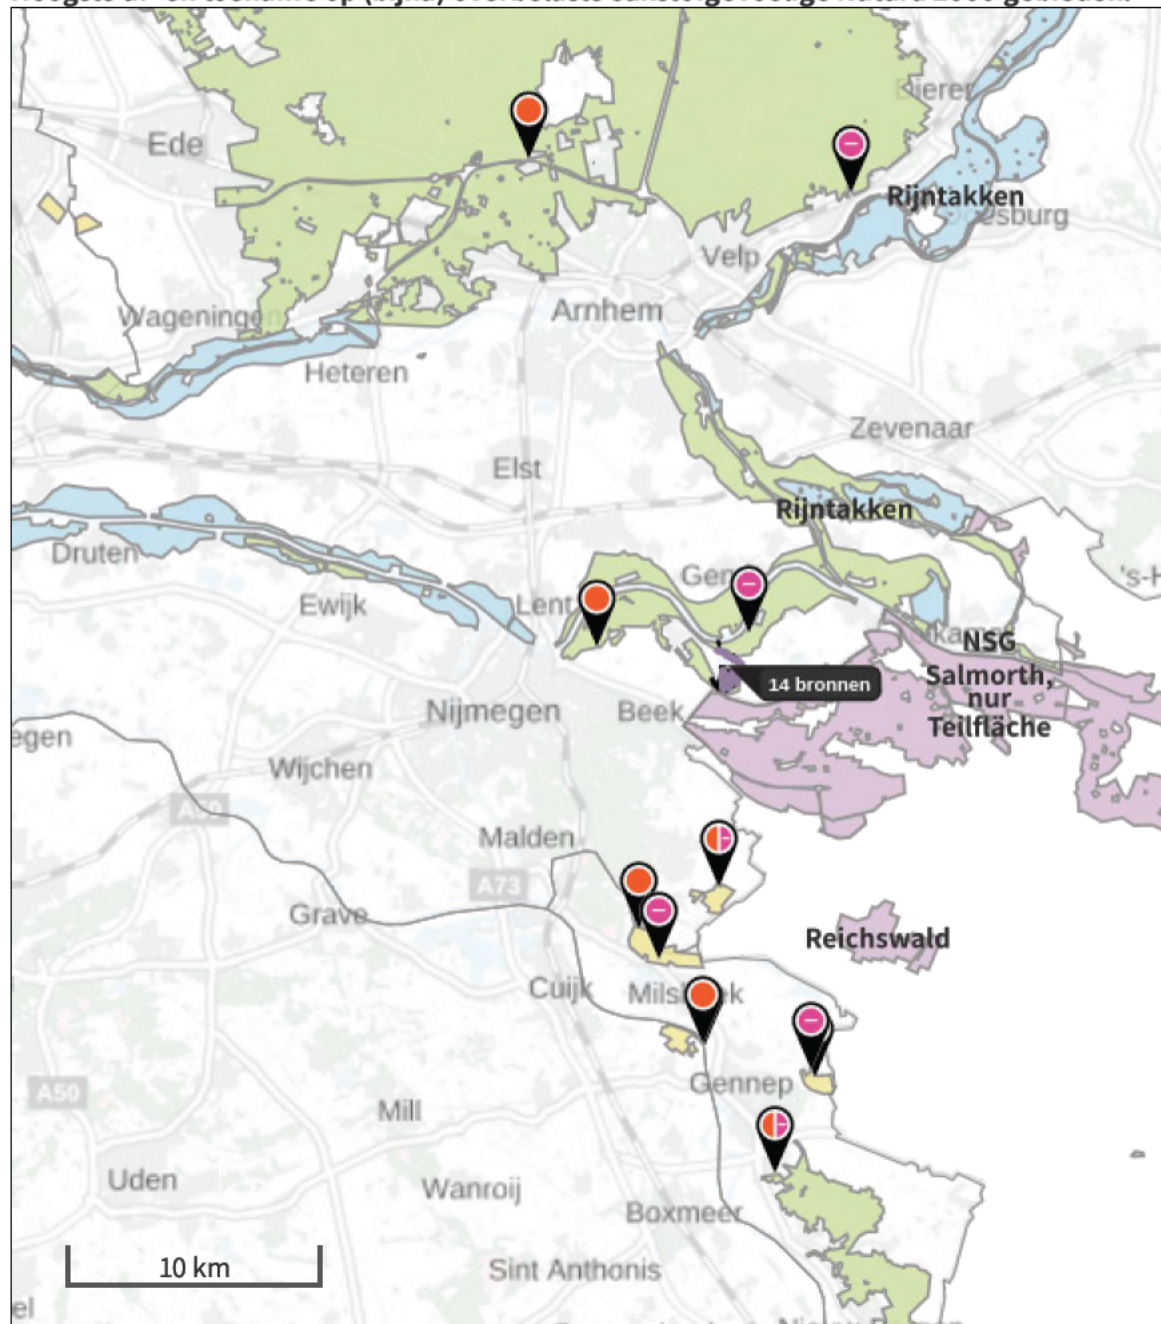 Ede
Rijntakken
Velp
Arnhem
Wageningen
Heteren
Zevenaar
Elst
Rijntakken
Druten
Ewijk
Lent
NSG
Salmorth,
nur
Teilfläche
14 bronnen
Nijmegen
Beek
Wijchen
Malden
A73
Grave
Reichswald
Cuijk
Gennep
A50
Mill
Uden
Wanroij
Boxmeer
10 km
Sint Anthonis